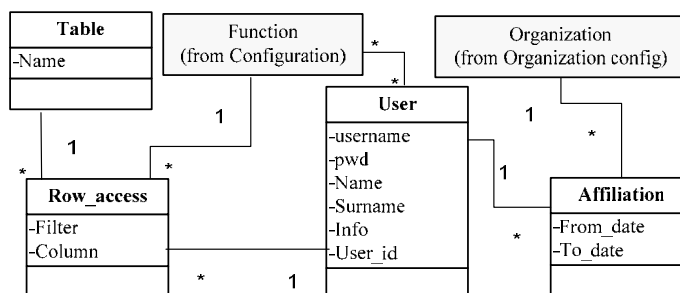 Table
-Name
Function
(from Configuration)
Organization
(from Organization config)
*
*
User
-username
-pwd
-Name
-Surname
-Info
-User_id
1
*
1
*
1
*
Row_access
-Filter
-Column
1
*
Affiliation
-From_date
-To_date
*
1